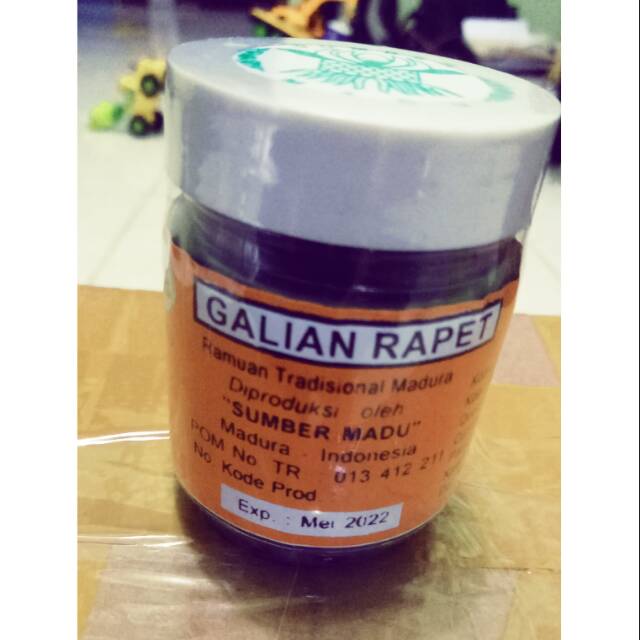 GALIAN RAPET
Ramuan Tradisional Madura
Diproduksi oleh
"SUMBER MADU"
Madura - Indonesia
POM No TR 013 412 211
No. Kode Prod.
Exp. : Mei 2022